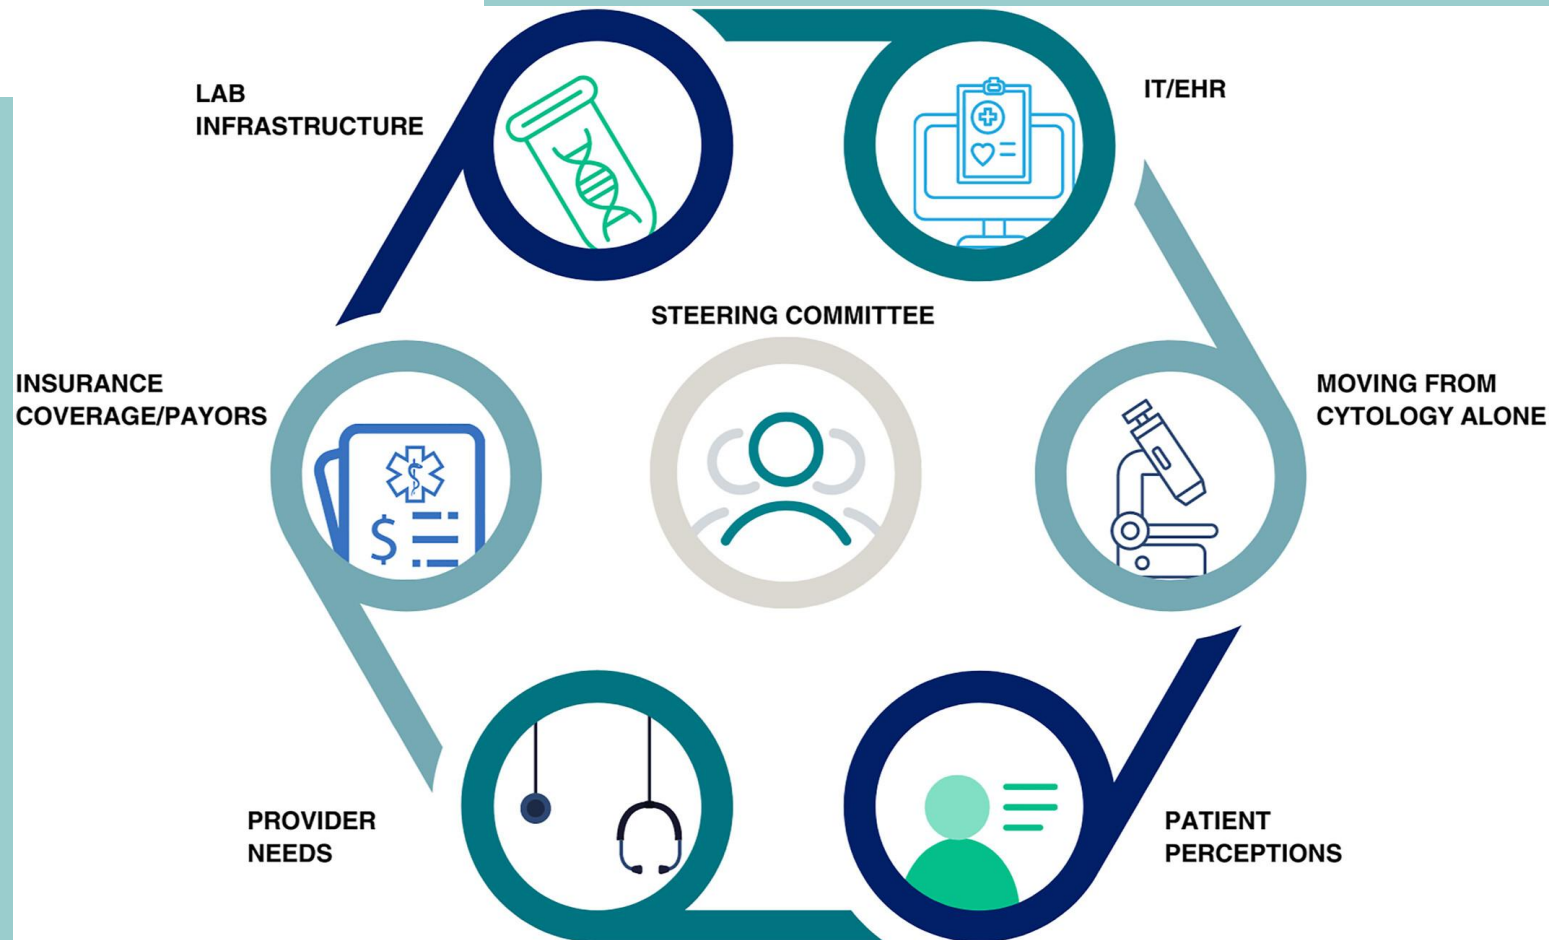 LAB
INFRASTRUCTURE
IT/EHR
STEERING COMMITTEE
INSURANCE
COVERAGE/PAYORS
$
MOVING FROM
CYTOLOGY ALONE
PROVIDER
NEEDS
PATIENT
PERCEPTIONS